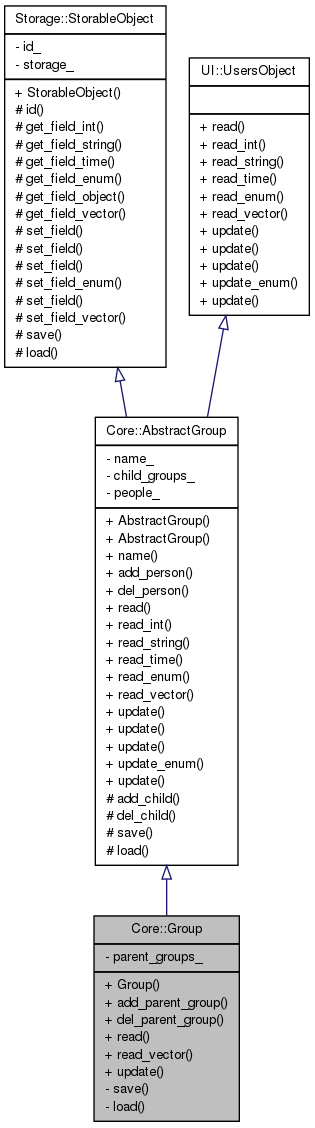 Storage::StorableObject
- id_
- storage_
+ StorableObject()
# id()
# get_field_int()
# get_field_string()
# get_field_time()
# get_field_enum()
# get_field_object()
# get_field_vector()
# set_field()
# set_field()
# set_field()
# set_field_enum()
# set_field()
# set_field_vector()
# save()
# load()
UI::UsersObject
+ read()
+ read_int()
+ read_string()
+ read_time()
+ read_enum()
+ read_vector()
+ update()
+ update()
+ update()
+ update_enum()
+ update()
Core::AbstractGroup
- name_
- child_groups_
- people_
+ AbstractGroup()
+ AbstractGroup()
+ name()
+ add_person()
+ del_person()
+ read()
+ read_int()
+ read_string()
+ read_time()
+ read_enum()
+ read_vector()
+ update()
+ update()
+ update()
+ update_enum()
+ update()
# add_child()
# del_child()
# save()
# load()
Core::Group
- parent_groups_
+ Group()
+ add_parent_group()
+ del_parent_group()
+ read()
+ read_vector()
+ update()
- save()
- load()